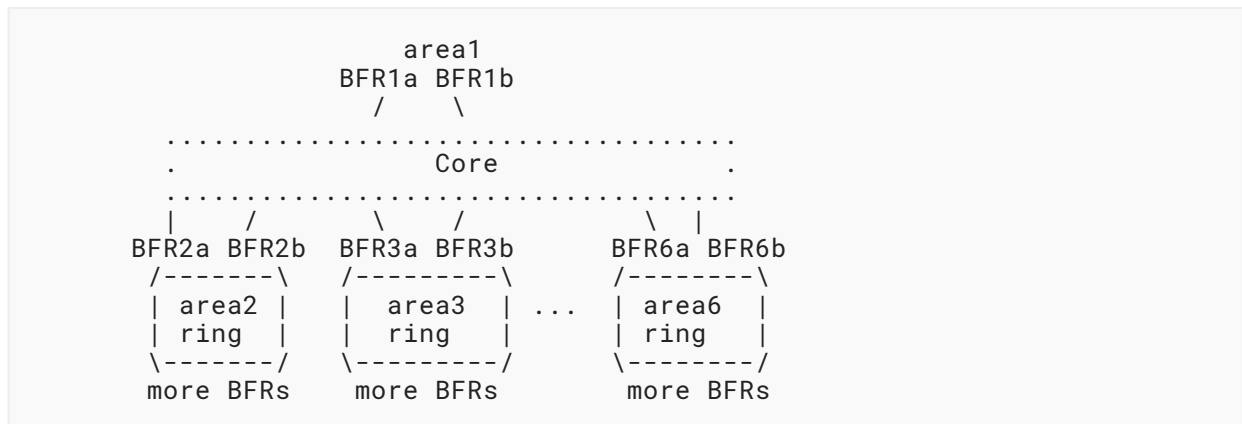 area1
BFR1a BFR1b
/ \
....................................
. Core .
....................................
| / \ / \ |
BFR2a BFR2b BFR3a BFR3b BFR6a BFR6b
/-------\ /---------\ /--------\
| area2 | | area3 | ... | area6 |
| ring | | ring | | ring |
\-------/ \---------/ \--------/
more BFRs more BFRs more BFRs